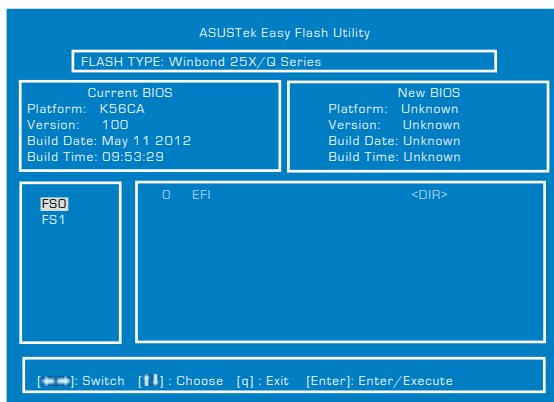 ASUSTek Easy Flash Utility
FLASH TYPE: Winbond 25X/Q Series
Current BIOS
Platform: K56CA
Version: 100
Build Date: May 11 2012
Build Time: 09:53:29
New BIOS
Platform: Unknown
Version: Unknown
Build Date: Unknown
Build Time: Unknown
FS0
FS1
0 EFI <DIR>
[←→]: Switch [↑↓] : Choose [q] : Exit [Enter]: Enter/Execute